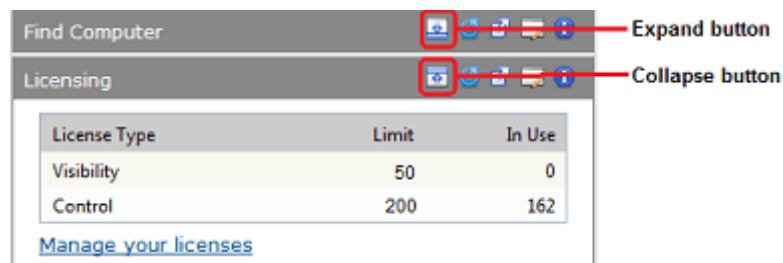 Find Computer
Expand button
Licensing
Collapse button
License Type Limit In Use
Visibility 50 0
Control 200 162
Manage your licenses